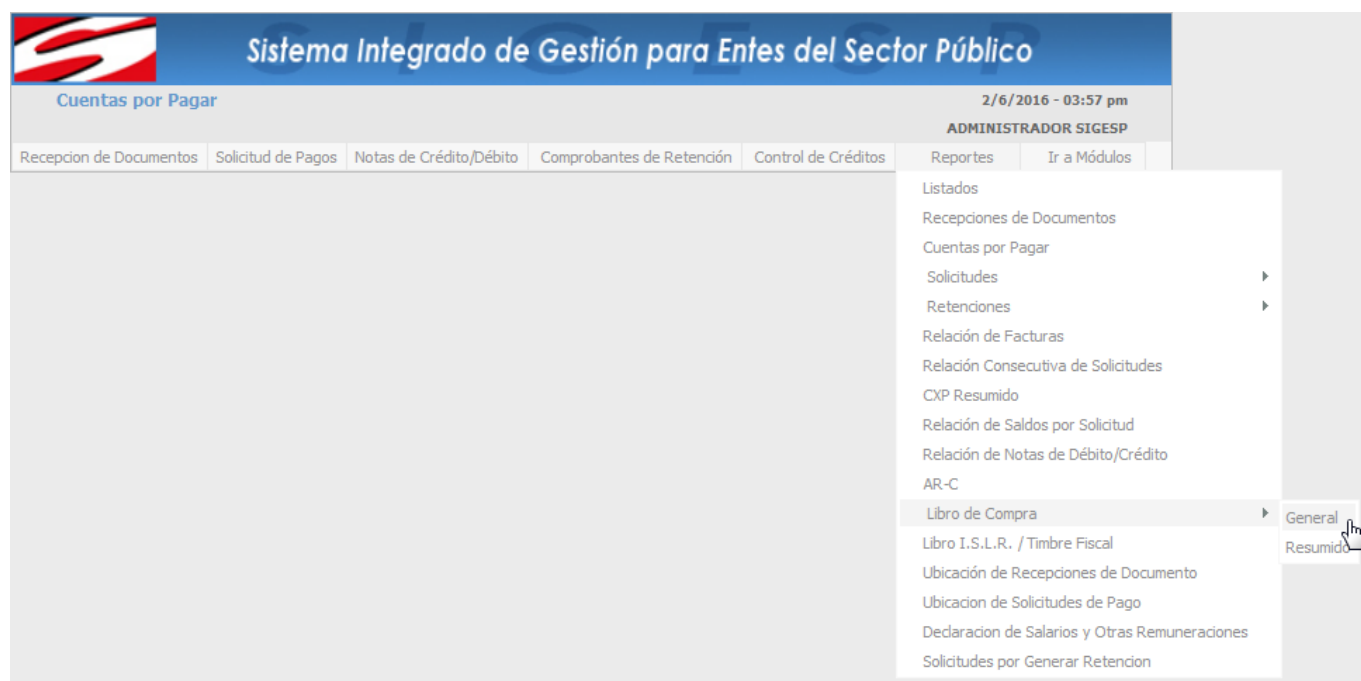 S I G E S P
Sistema Integrado de Gestión para Entes del Sector Público
Cuentas por Pagar
2/6/2016 - 03:57 pm
ADMINISTRADOR SIGESP
Recepcion de Documentos Solicitud de Pagos Notas de Crédito/Débito Comprobantes de Retención Control de Créditos Reportes Ir a Módulos
Listados
Recepciones de Documentos
Cuentas por Pagar
Solicitudes
Retenciones
Relación de Facturas
Relación Consecutiva de Solicitudes
CXP Resumido
Relación de Saldos por Solicitud
Relación de Notas de Débito/Crédito
AR-C
Libro de Compra
General
Resumido
Libro I.S.L.R. / Timbre Fiscal
Ubicación de Recepciones de Documento
Ubicacion de Solicitudes de Pago
Declaracion de Salarios y Otras Remuneraciones
Solicitudes por Generar Retencion